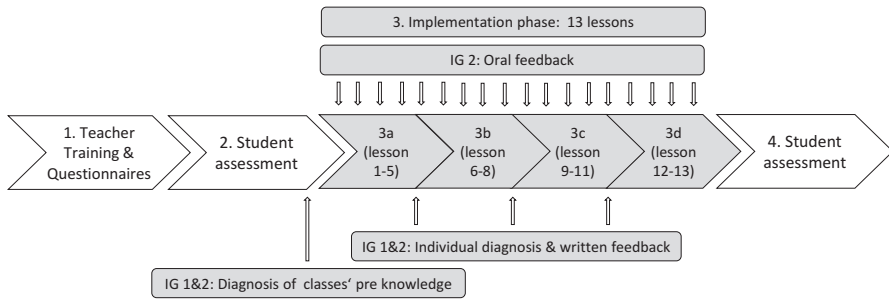 3. Implementation phase: 13 lessons
IG 2: Oral feedback
1. Teacher
Training &
Questionnaires
2. Student
assessment
3a
(lesson
1-5)
3b
(lesson
6-8)
3c
(lesson
9-11)
3d
(lesson
12-13)
4. Student
assessment
IG 1&2: Individual diagnosis & written feedback
IG 1&2: Diagnosis of classes‘ pre knowledge